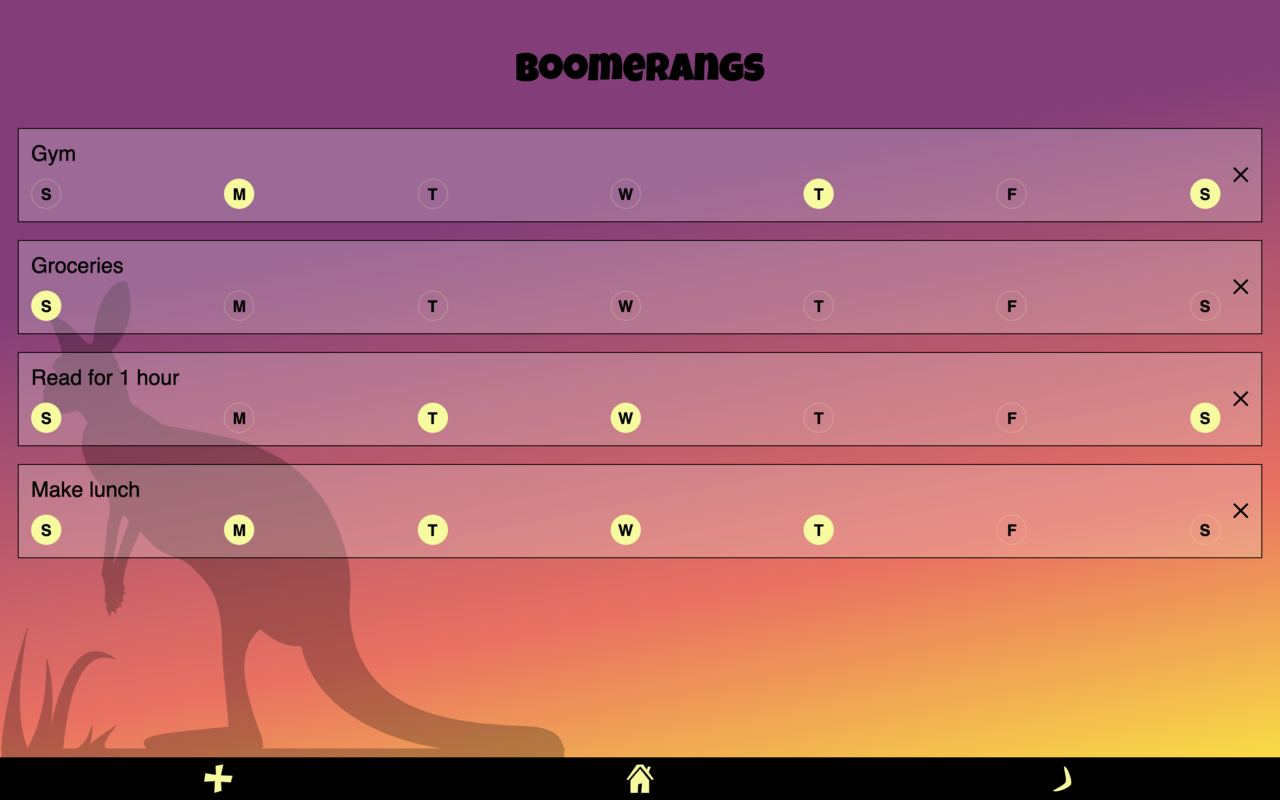 BoomeRAnGS
Gym
S M T W T F S
Groceries
S M T W T F S
Read for 1 hour
S M T W T F S
Make lunch
S M T W T F S